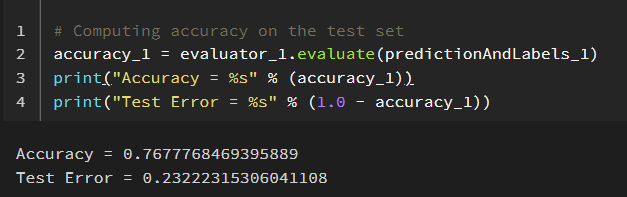 1 # Computing accuracy on the test set
2 accuracy_1 = evaluator_1.evaluate(predictionAndLabels_1)
3 print("Accuracy = %s" % (accuracy_1))
4 print("Test Error = %s" % (1.0 - accuracy_1))
Accuracy = 0.7677768469395889
Test Error = 0.23222315306041108